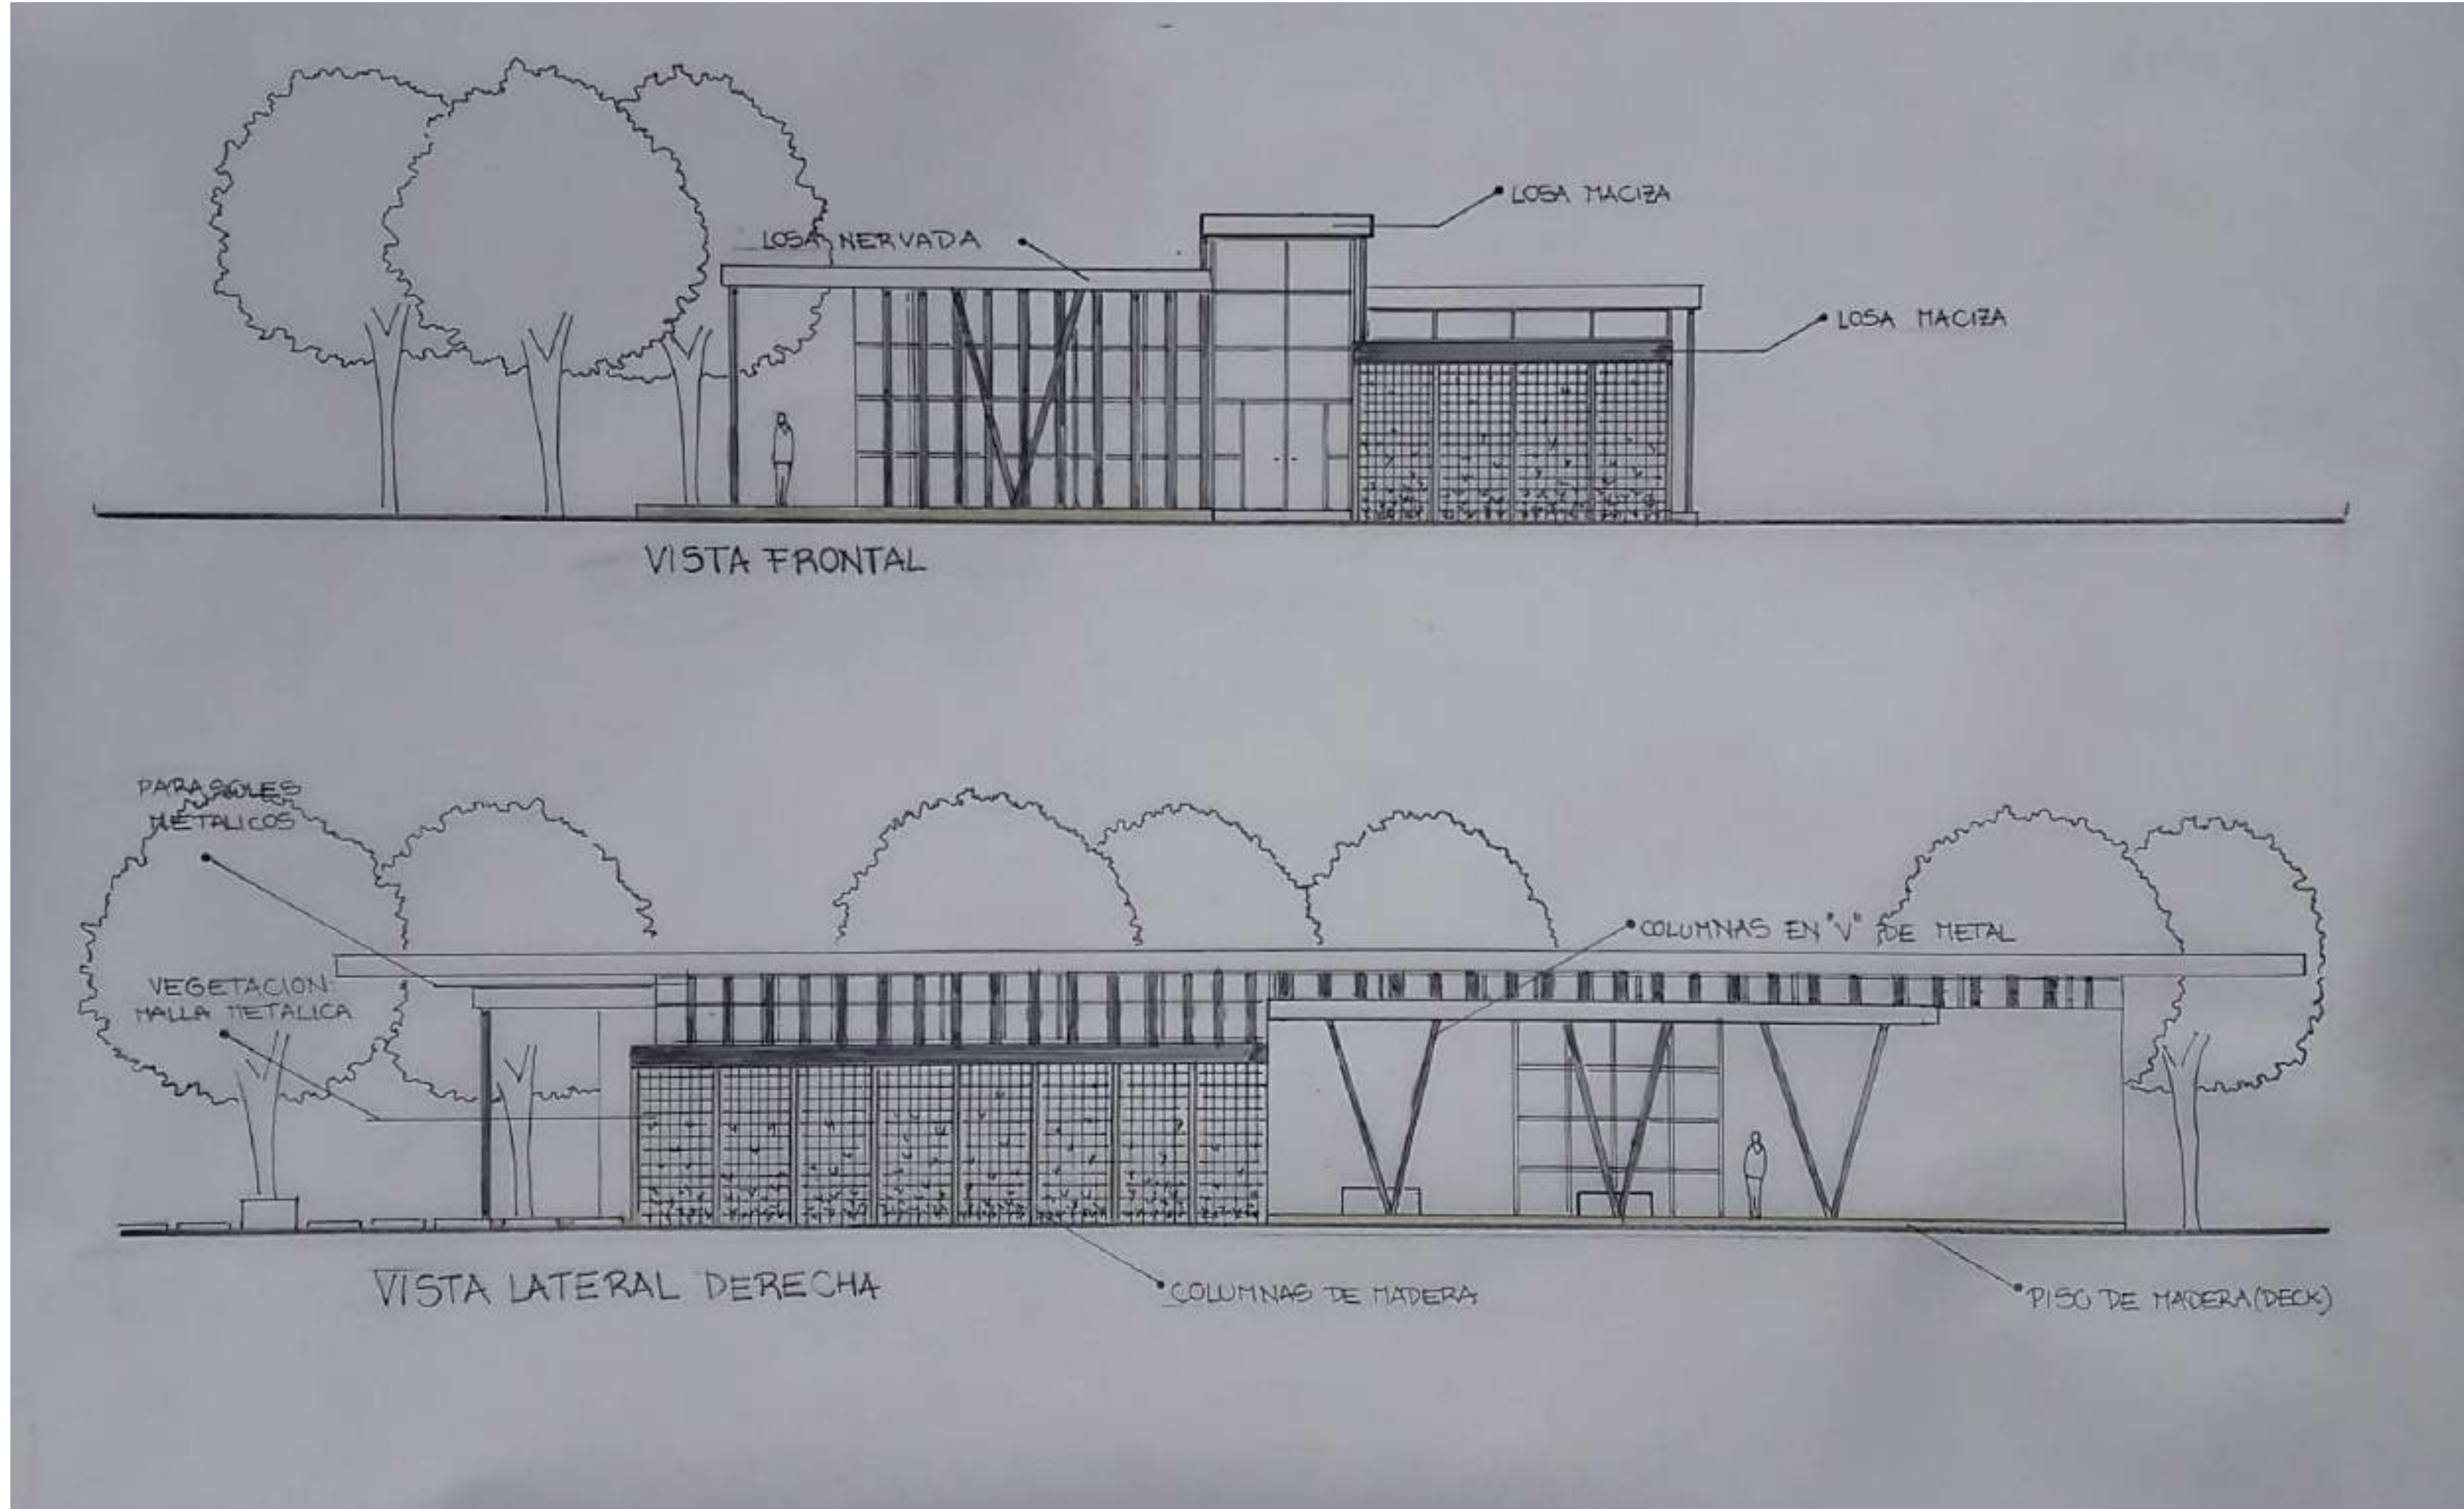 LOSA MACIZA
LOSA NERVADA
LOSA MACIZA
VISTA FRONTAL
PARASOLES
METALICOS
COLUMNAS EN "V" DE METAL
VEGETACION
MALLA METALICA
VISTA LATERAL DERECHA
COLUMNAS DE MADERA
PISO DE MADERA (DECK)